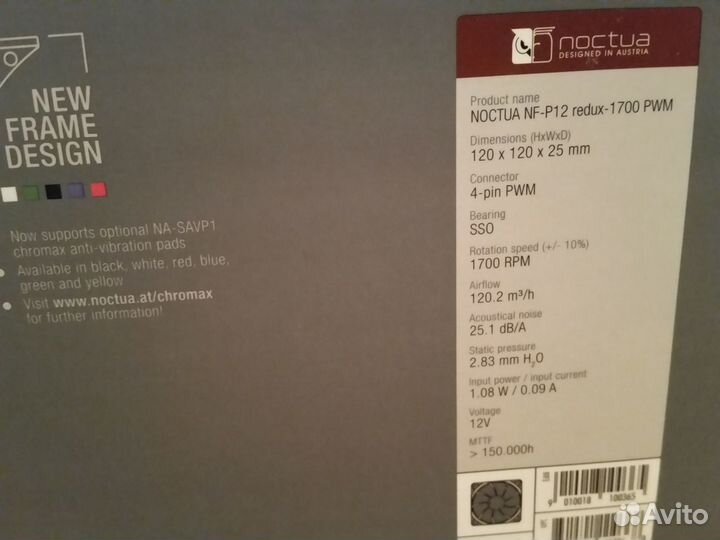 NEW
FRAME
DESIGN
Now supports optional NA-SAVP1
chromax anti-vibration pads
Available in black, white, red, blue,
green and yellow
Visit www.noctua.at/chromax
for further information!
noctua
DESIGNED IN AUSTRIA
Product name
NOCTUA NF-P12 redux-1700 PWM
Dimensions (HxWxD)
120 x 120 x 25 mm
Connector
4-pin PWM
Bearing
SSO
Rotation speed (+/- 10%)
1700 RPM
Airflow
120.2 m³/h
Acoustical noise
25.1 dB/A
Static pressure
2.83 mm H₂O
Input power / input current
1.08 W / 0.09 A
Voltage
12V
MTTF
> 150.000h
9 010018 100365
Avito